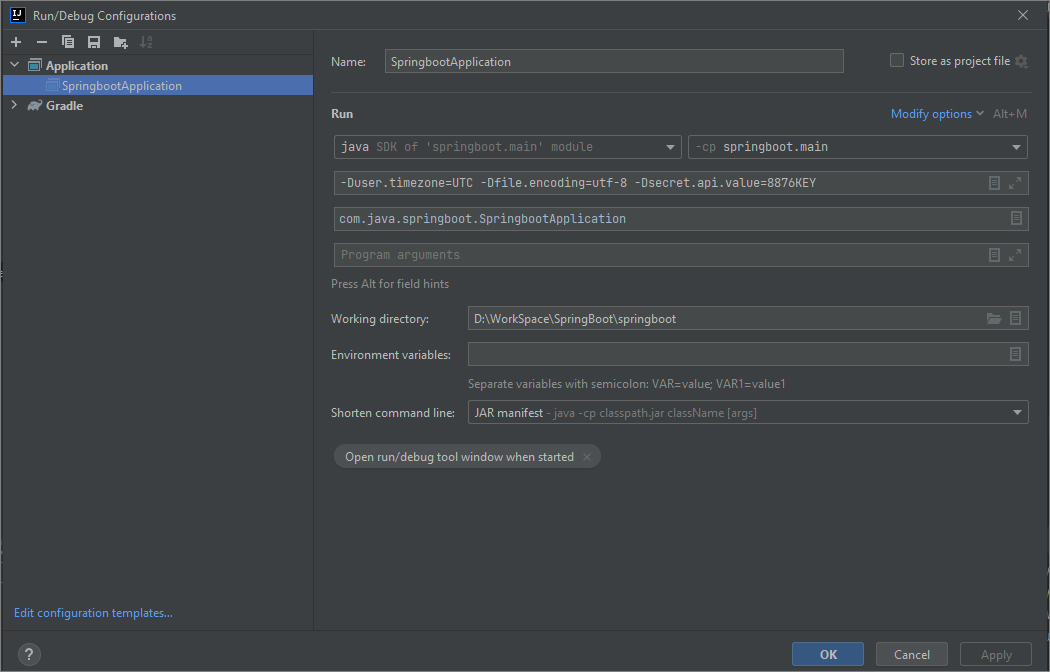 IJ Run/Debug Configurations
Application
SpringbootApplication
Gradle
Edit configuration templates...
Name: SpringbootApplication Store as project file
Run Modify options Alt+M
java SDK of 'springboot.main' module -cp springboot.main
-Duser.timezone=UTC -Dfile.encoding=utf-8 -Dsecret.api.value=8876KEY
com.java.springboot.SpringbootApplication
Program arguments
Press Alt for field hints
Working directory: D:\WorkSpace\SpringBoot\springboot
Environment variables:
Separate variables with semicolon: VAR=value; VAR1=value1
Shorten command line: JAR manifest - java -cp classpath.jar className [args]
Open run/debug tool window when started
? OK Cancel Apply